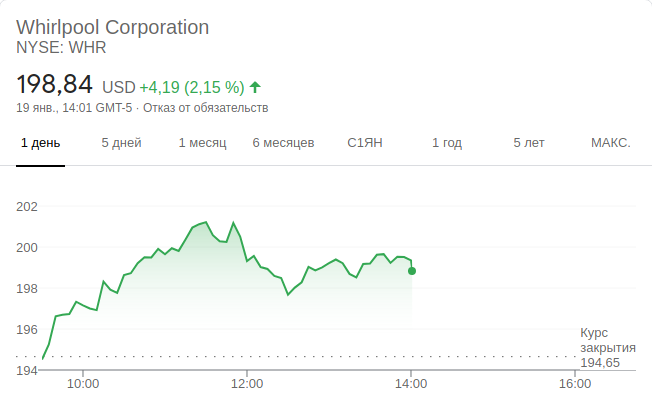 Whirlpool Corporation
NYSE: WHR
198,84 USD +4,19 (2,15 %)
19 янв., 14:01 GMT-5 · Отказ от обязательств
1 день 5 дней 1 месяц 6 месяцев С1ЯН 1 год 5 лет МАКС.
202
200
198
196
194
Курс
закрытия
194,65
10:00 12:00 14:00 16:00